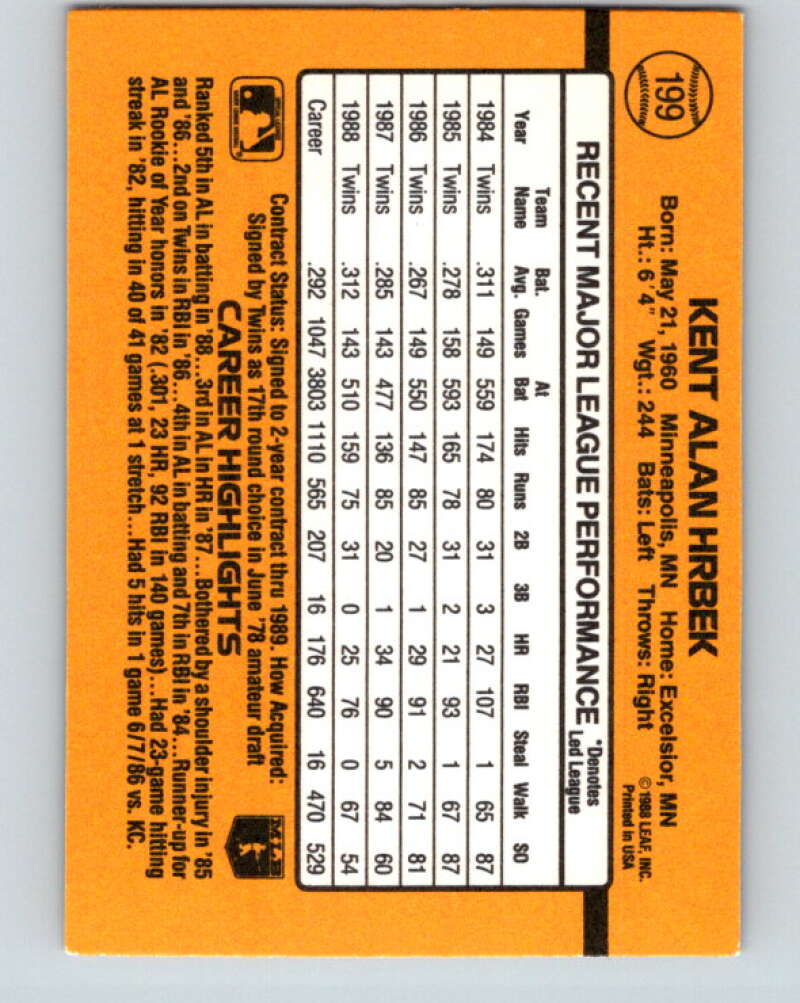 199
KENT ALAN HRBEK
Born: May 21, 1960 Minneapolis, MN Home: Excelsior, MN
Ht.: 6'4" Wgt.: 244 Bats: Left Throws: Right
©1988 LEAF, INC.
Printed in USA
RECENT MAJOR LEAGUE PERFORMANCE
*Denotes
Led League
Year Team Name Bat. Avg. Games At Bat Hits Runs 2B 3B HR RBI Steal Walk SO
1984 Twins .311 149 559 174 80 31 3 27 107 1 65 87
1985 Twins .278 158 593 165 78 31 2 21 93 1 67 87
1986 Twins .267 149 550 147 85 27 1 29 91 2 71 81
1987 Twins .285 143 477 136 85 20 1 34 90 5 84 60
1988 Twins .312 143 510 159 75 31 0 25 76 0 67 54
Career .292 1047 3803 1110 565 207 16 176 640 16 470 529
Contract Status: Signed to 2-year contract thru 1989. How Acquired:
Signed by Twins as 17th round choice in June '78 amateur draft
CAREER HIGHLIGHTS
Ranked 5th in AL in batting in '88...3rd in AL in HR in '87...Bothered by a shoulder injury in '85
and '86...2nd on Twins in RBI in '86...4th in AL in batting and 7th in RBI in '84...Runner-up for
AL Rookie of Year honors in '82 (.301, 23 HR, 92 RBI in 140 games)...Had 23-game hitting
streak in '82, hitting in 40 of 41 games at 1 stretch...Had 5 hits in 1 game 6/7/86 vs. KC.